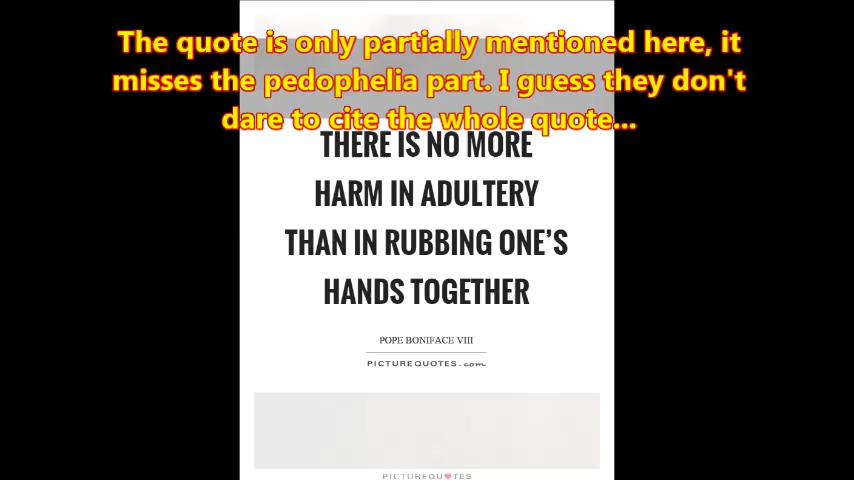 The quote is only partially mentioned here, it
misses the pedophelia part. I guess they don't
dare to cite the whole quote...
THERE IS NO MORE
HARM IN ADULTERY
THAN IN RUBBING ONE'S
HANDS TOGETHER
POPE BONIFACE VIII
PICTUREQUOTES.com
PICTUREQUOTES